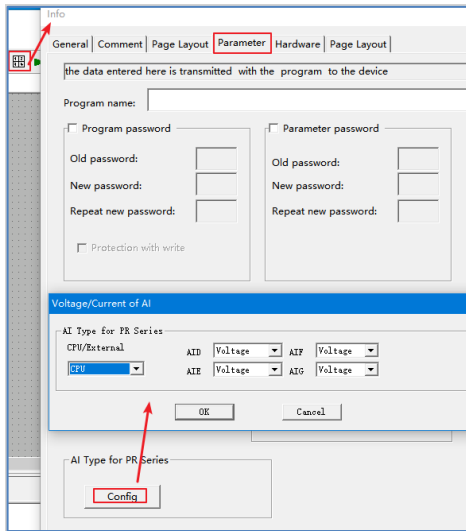 Info
General Comment Page Layout Parameter Hardware Page Layout
the data entered here is transmitted with the program to the device
Program name:
Program password Parameter password
Old password: Old password:
New password: New password:
Repeat new password: Repeat new password:
Protection with write
Voltage/Current of AI
AI Type for PR Series
CPU/External
AID Voltage AIF Voltage
CPU
AIE Voltage AIG Voltage
OK Cancel
AI Type for PR Series
Config